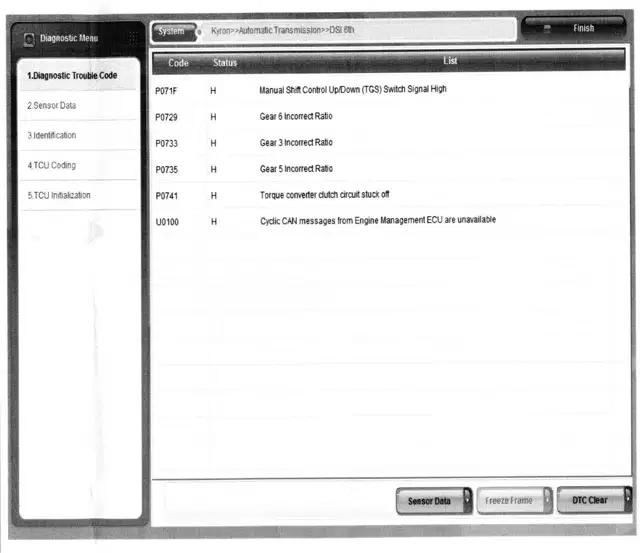 Diagnostic Menu
System
Kyron>>Automatic Transmission>>DSI 6th
Finish
1.Diagnostic Trouble Code
2.Sensor Data
3.Identification
4.TCU Coding
5.TCU Initialization
Code Status List
P071F H Manual Shift Control Up/Down (TGS) Switch Signal High
P0729 H Gear 6 Incorrect Ratio
P0733 H Gear 3 Incorrect Ratio
P0735 H Gear 5 Incorrect Ratio
P0741 H Torque converter clutch circuit stuck off
U0100 H Cyclic CAN messages from Engine Management ECU are unavailable
Sensor Data
Freeze Frame
DTC Clear